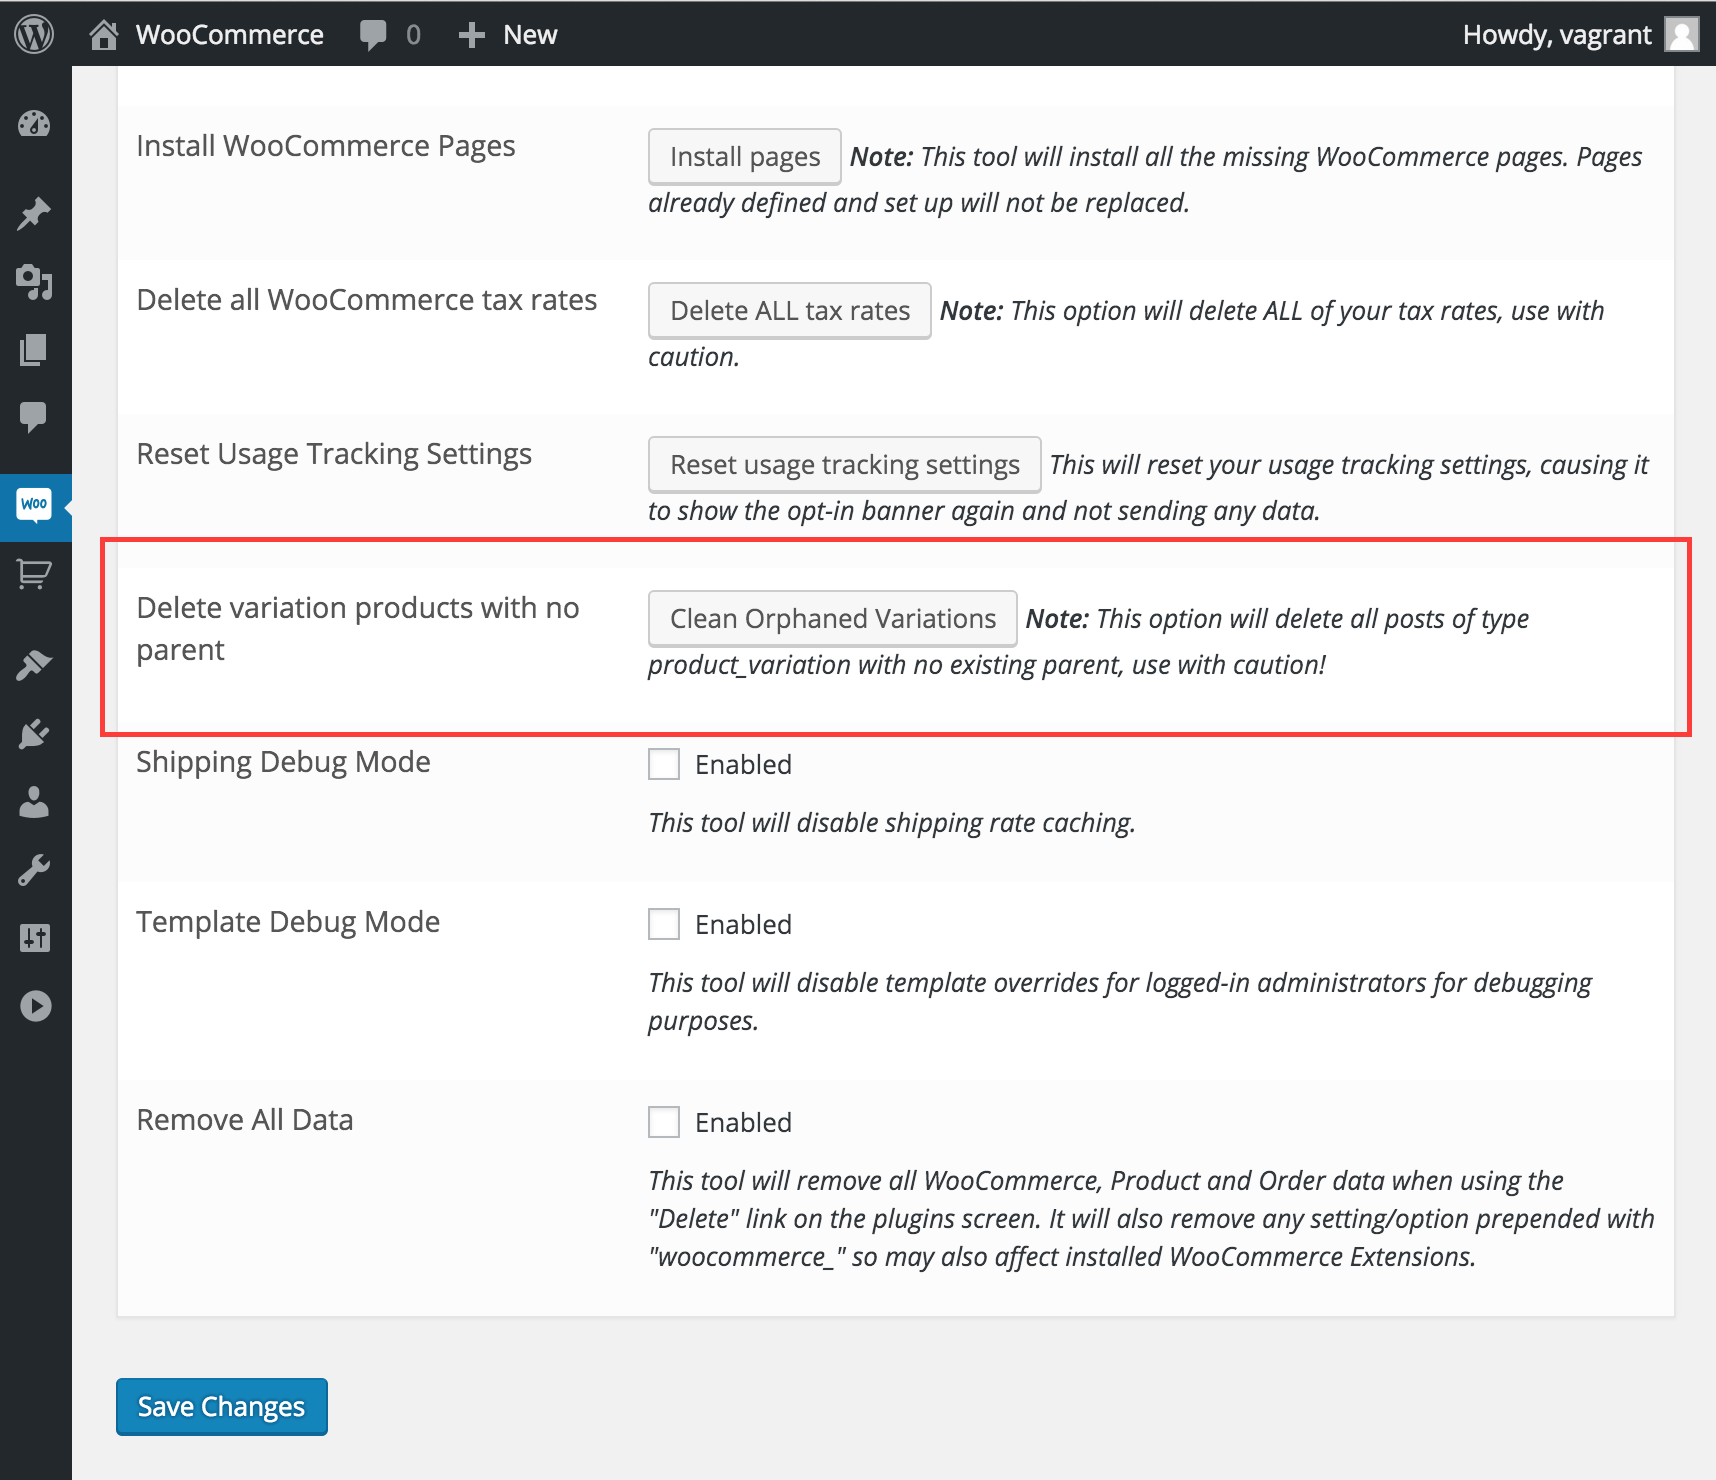 WooCommerce 0 New Howdy, vagrant
Install WooCommerce Pages
Install pages Note: This tool will install all the missing WooCommerce pages. Pages
already defined and set up will not be replaced.
Delete all WooCommerce tax rates
Delete ALL tax rates Note: This option will delete ALL of your tax rates, use with
caution.
Reset Usage Tracking Settings
Reset usage tracking settings This will reset your usage tracking settings, causing it
to show the opt-in banner again and not sending any data.
Woo
Delete variation products with no
parent
Clean Orphaned Variations Note: This option will delete all posts of type
product_variation with no existing parent, use with caution!
Shipping Debug Mode
Enabled
This tool will disable shipping rate caching.
Template Debug Mode
Enabled
This tool will disable template overrides for logged-in administrators for debugging
purposes.
Remove All Data
Enabled
This tool will remove all WooCommerce, Product and Order data when using the
"Delete" link on the plugins screen. It will also remove any setting/option prepended with
"woocommerce_" so may also affect installed WooCommerce Extensions.
Save Changes